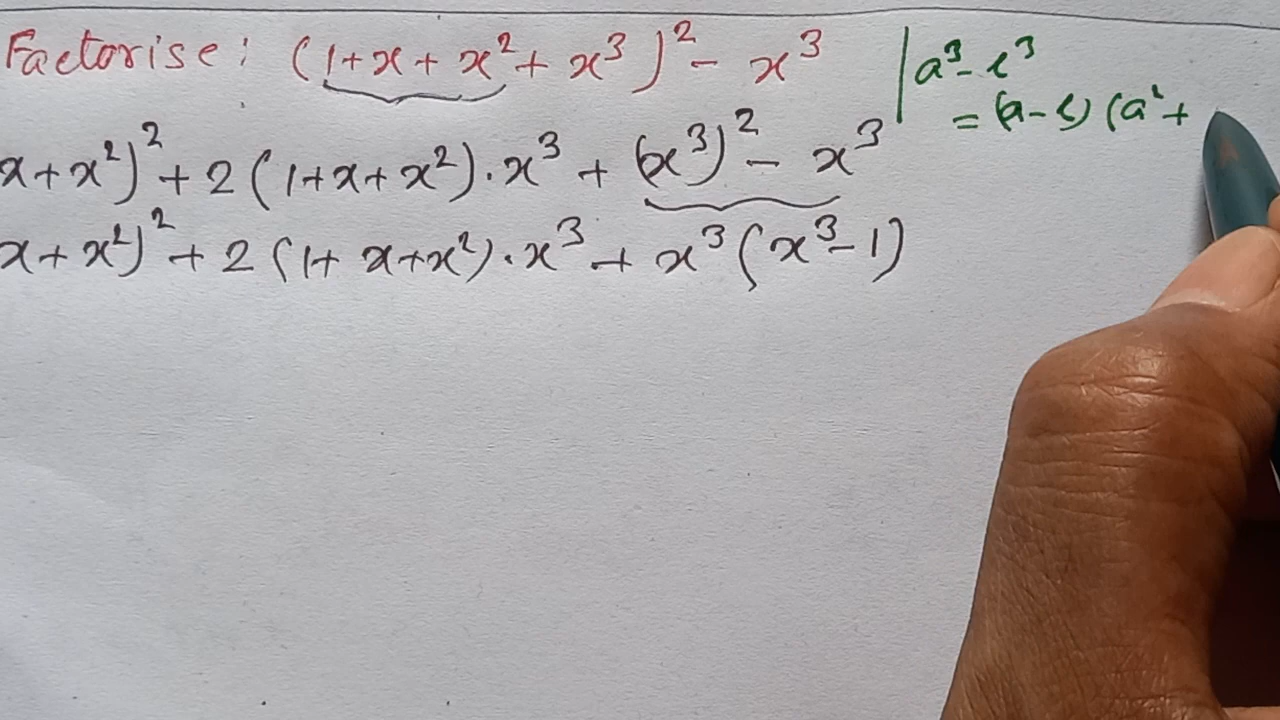 Factorise: (1+x+x²+x³)²-x³
a³-b³
=(a-b)(a²+
x+x²)²+2(1+x+x²).x³+(x³)²-x³
x+x²)²+2(1+x+x²).x³+x³(x³-1)